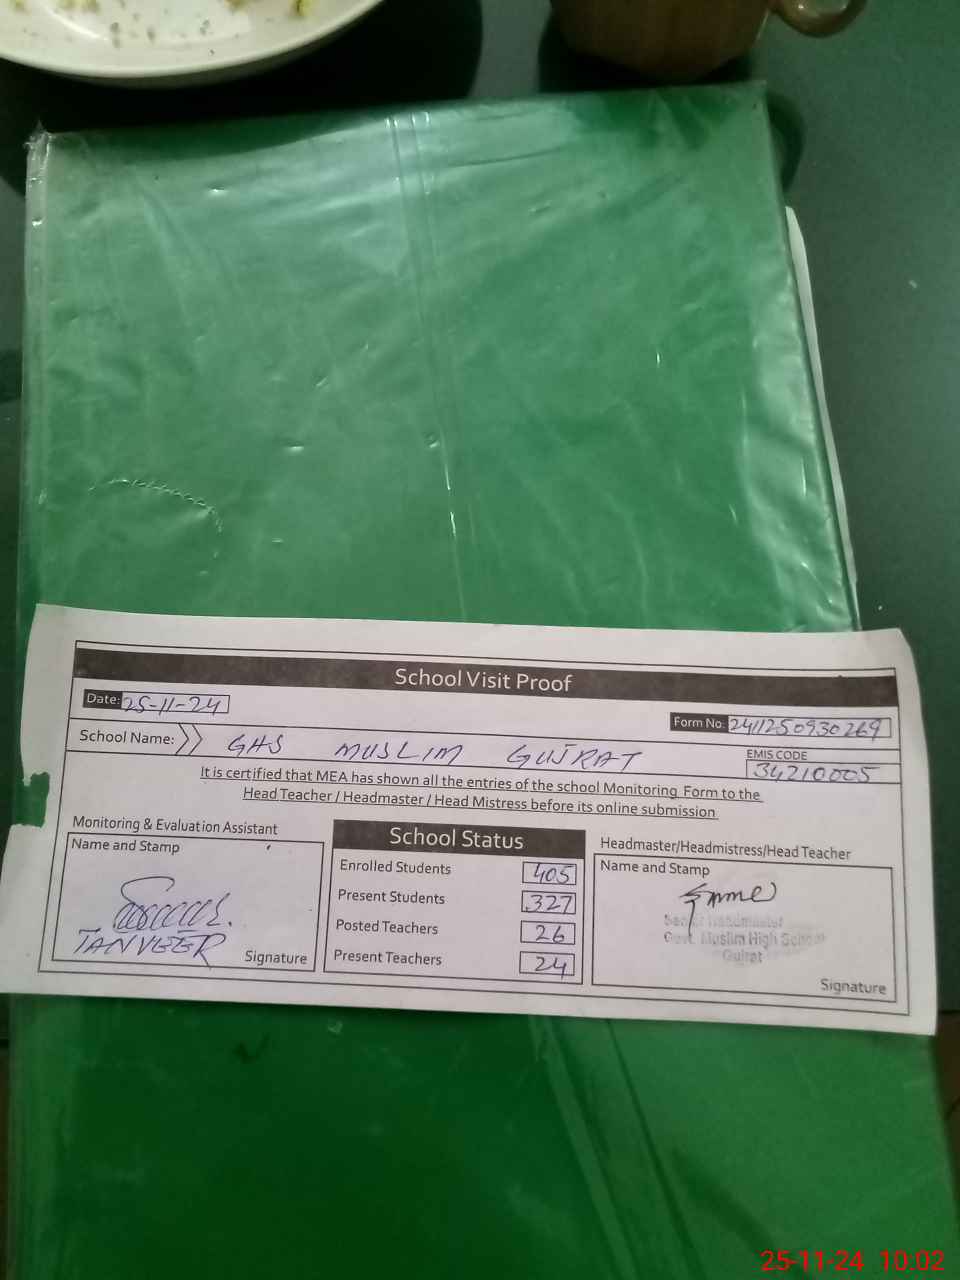 School Visit Proof
Date: 25-11-24
Form No: 2411250930269
School Name: GHS MUSLIM GUJRAT
EMIS CODE
34210005
It is certified that MEA has shown all the entries of the school Monitoring Form to the
Head Teacher / Headmaster / Head Mistress before its online submission.
Monitoring & Evaluation Assistant
Name and Stamp
TANVEER
Signature
School Status
Enrolled Students 405
Present Students 327
Posted Teachers 26
Present Teachers 24
Headmaster/Headmistress/Head Teacher
Name and Stamp
Senior Headmaster
Govt. Muslim High School
Gujrat
Signature
25-11-24 10:02